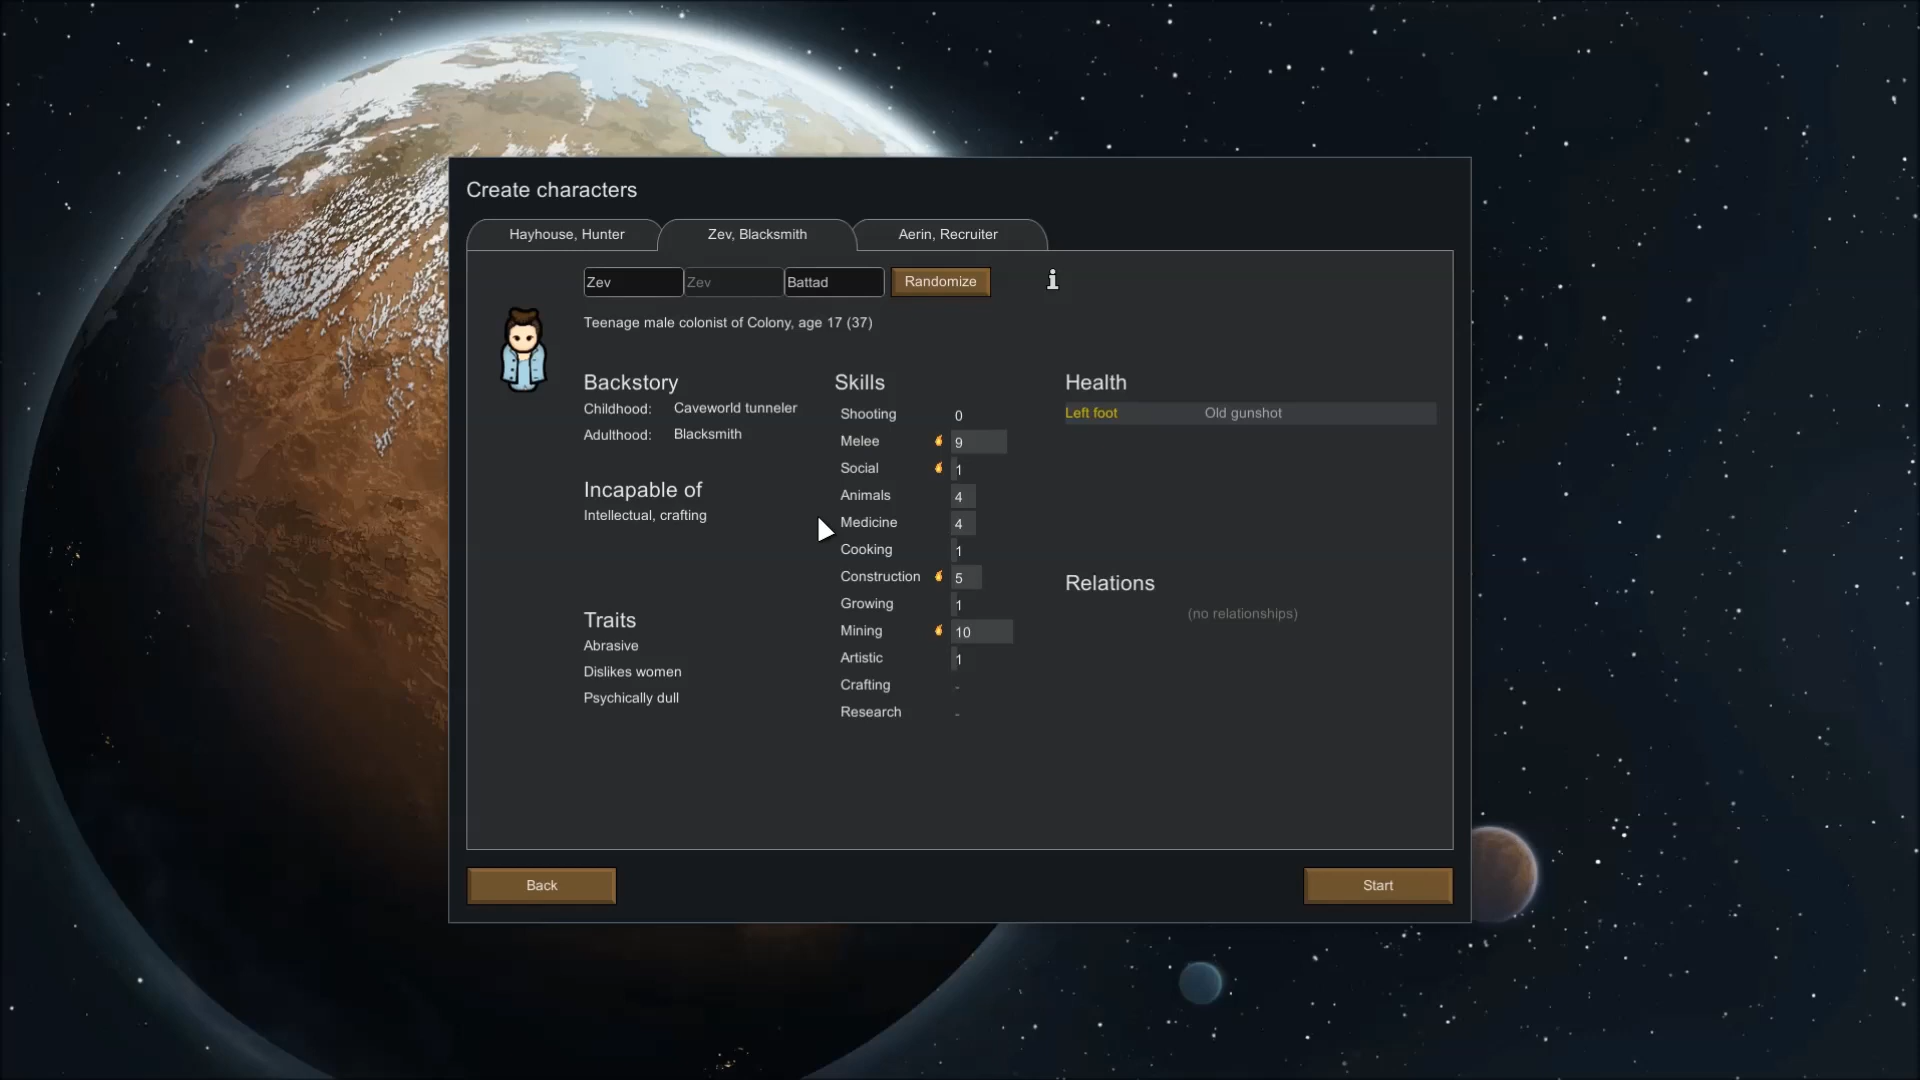 Create characters
Hayhouse, Hunter
Zev, Blacksmith
Aerin, Recruiter
Zev
Zev
Battad
Randomize
Teenage male colonist of Colony, age 17 (37)
Backstory
Childhood: Caveworld tunneler
Adulthood: Blacksmith
Incapable of
Intellectual, crafting
Traits
Abrasive
Dislikes women
Psychically dull
Skills
Shooting 0
Melee 9
Social 1
Animals 4
Medicine 4
Cooking 1
Construction 5
Growing 1
Mining 10
Artistic 1
Crafting -
Research -
Health
Left foot Old gunshot
Relations
(no relationships)
Back
Start